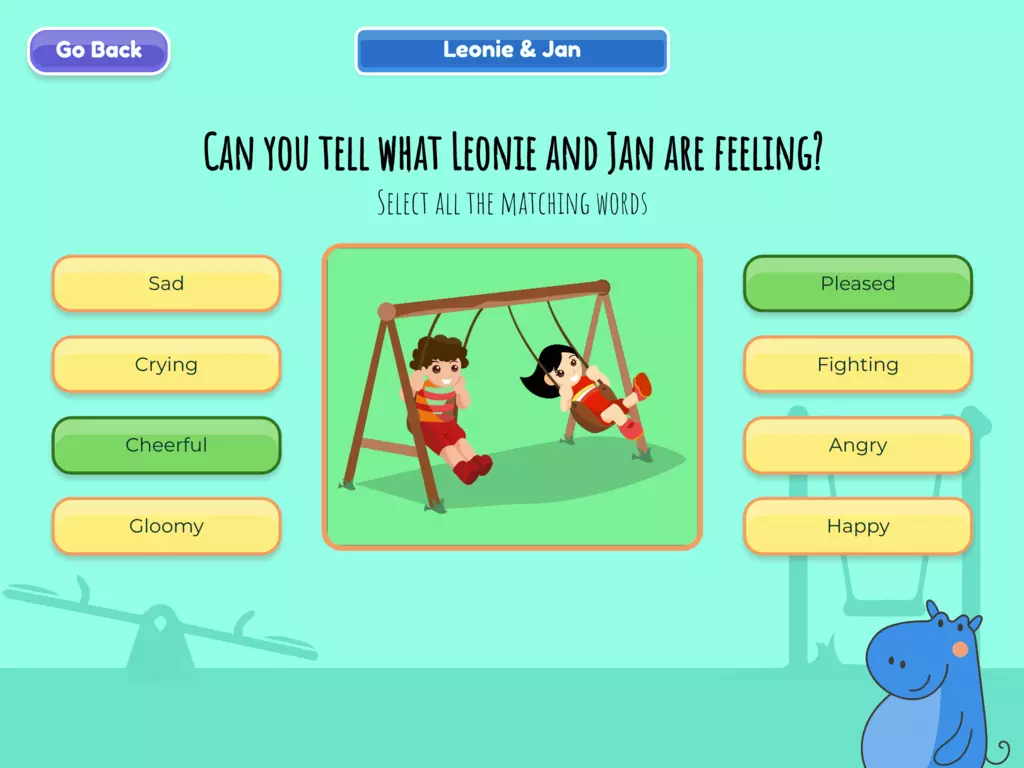 Go Back
Leonie & Jan
Can you tell what Leonie and Jan are feeling?
Select all the matching words
Sad
Crying
Cheerful
Gloomy
Pleased
Fighting
Angry
Happy